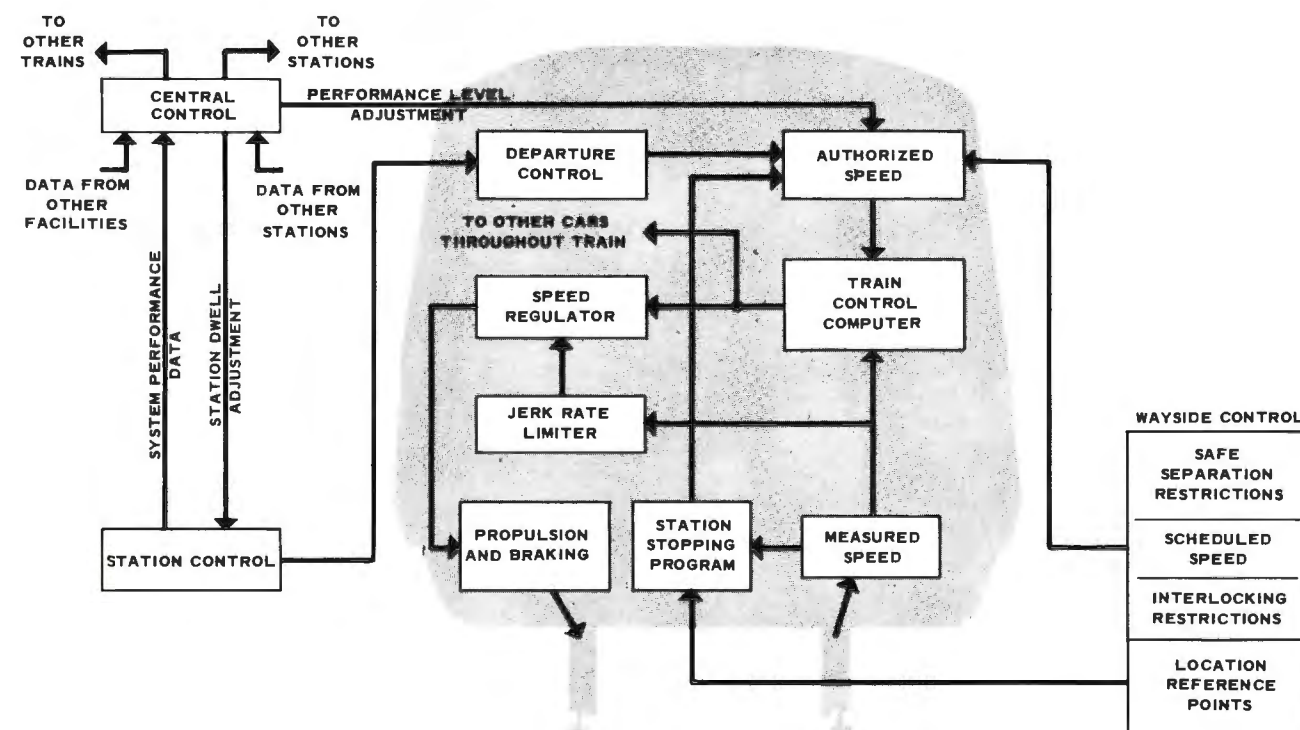 TO
OTHER
TRAINS
TO
OTHER
STATIONS
CENTRAL
CONTROL
PERFORMANCE LEVEL
ADJUSTMENT
DATA FROM
OTHER
FACILITIES
DATA FROM
OTHER
STATIONS
SYSTEM PERFORMANCE
DATA
STATION DWELL
ADJUSTMENT
STATION CONTROL
DEPARTURE
CONTROL
AUTHORIZED
SPEED
TO OTHER CARS
THROUGHOUT TRAIN
SPEED
REGULATOR
TRAIN
CONTROL
COMPUTER
JERK RATE
LIMITER
PROPULSION
AND BRAKING
STATION
STOPPING
PROGRAM
MEASURED
SPEED
WAYSIDE CONTROL
SAFE
SEPARATION
RESTRICTIONS
SCHEDULED
SPEED
INTERLOCKING
RESTRICTIONS
LOCATION
REFERENCE
POINTS